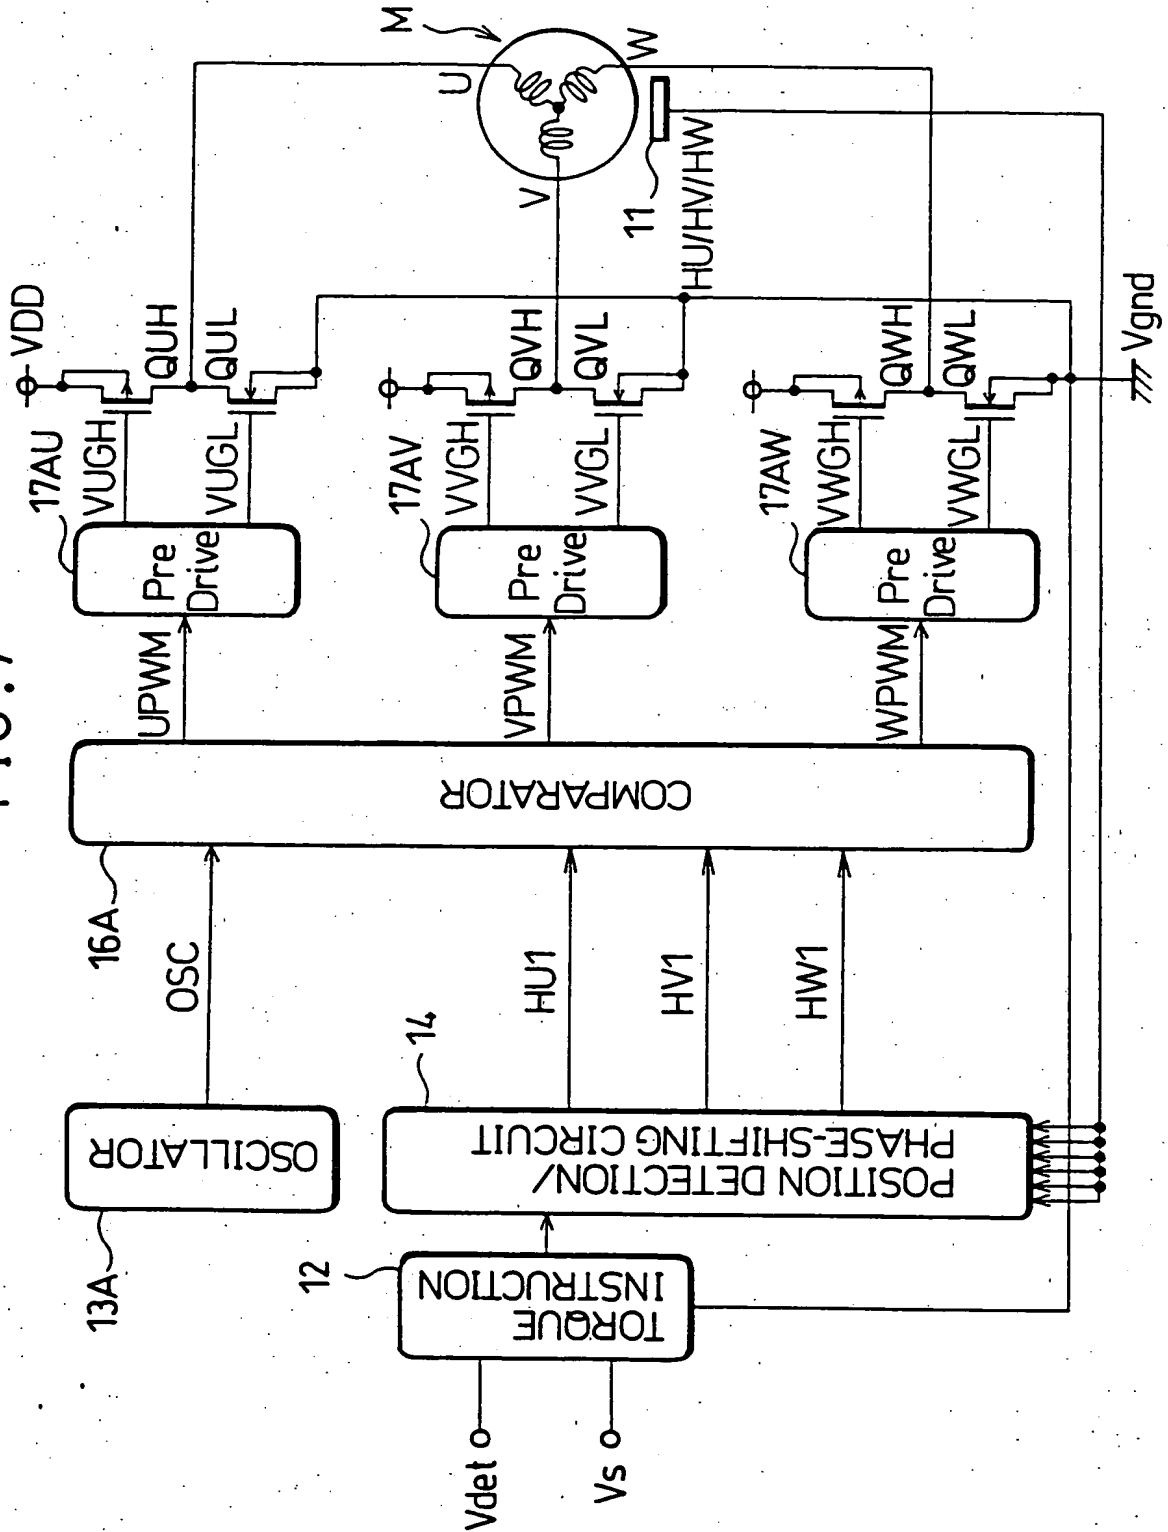 FIG. 7
VDD
17AU
VUGH
QUH
QUL
VUGL
Pre
Drive
UPWM
M
U
V
W
11
HU/HV/HW
17AV
VVGH
QVH
QVL
VVGL
Pre
Drive
VPWM
17AW
VWGH
QWH
QWL
VWGL
Pre
Drive
WPWM
Vgnd
COMPARATOR
16A
OSC
HU1
HV1
HW1
OSCILLATOR
13A
14
POSITION DETECTION/
PHASE-SHIFTING CIRCUIT
12
TORQUE
INSTRUCTION
Vdet
Vs